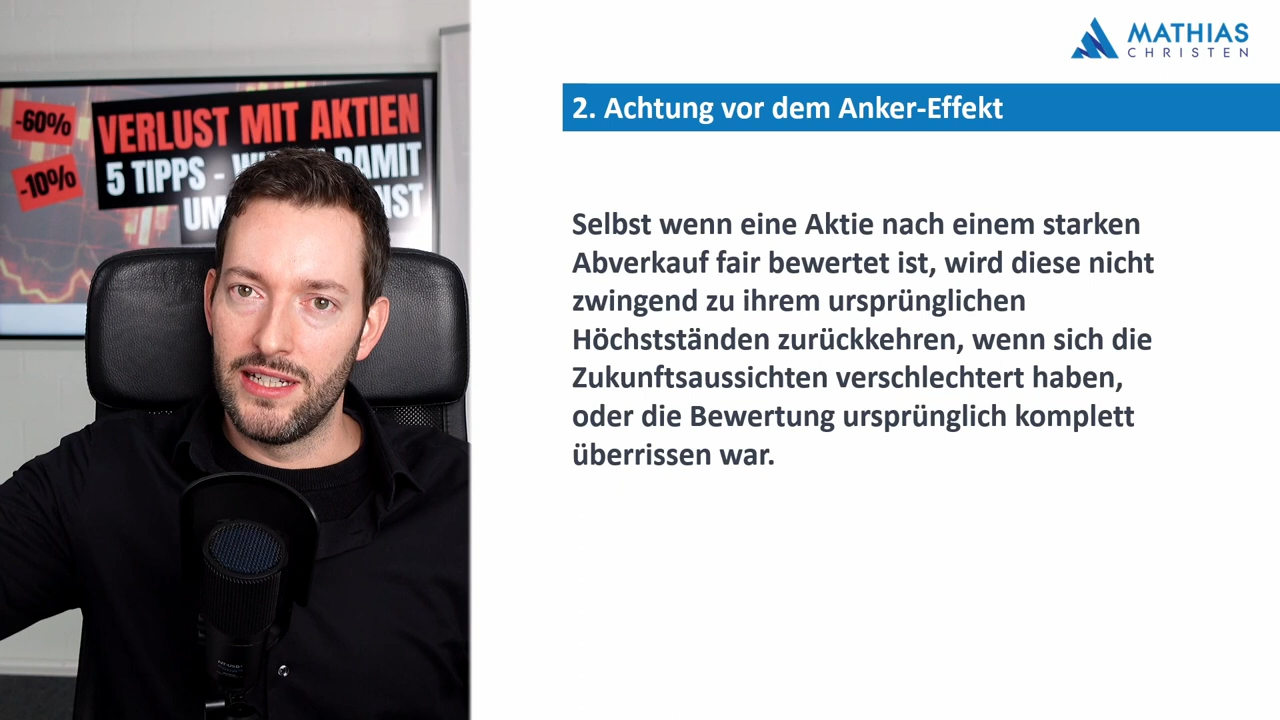 MATHIAS
CHRISTEN
2. Achtung vor dem Anker-Effekt
-60%
-10%
VERLUST MIT AKTIEN
5 TIPPS - DAMIT
Selbst wenn eine Aktie nach einem starken
Abverkauf fair bewertet ist, wird diese nicht
zwingend zu ihrem ursprünglichen
Höchstständen zurückkehren, wenn sich die
Zukunftsaussichten verschlechtert haben,
oder die Bewertung ursprünglich komplett
überrissen war.